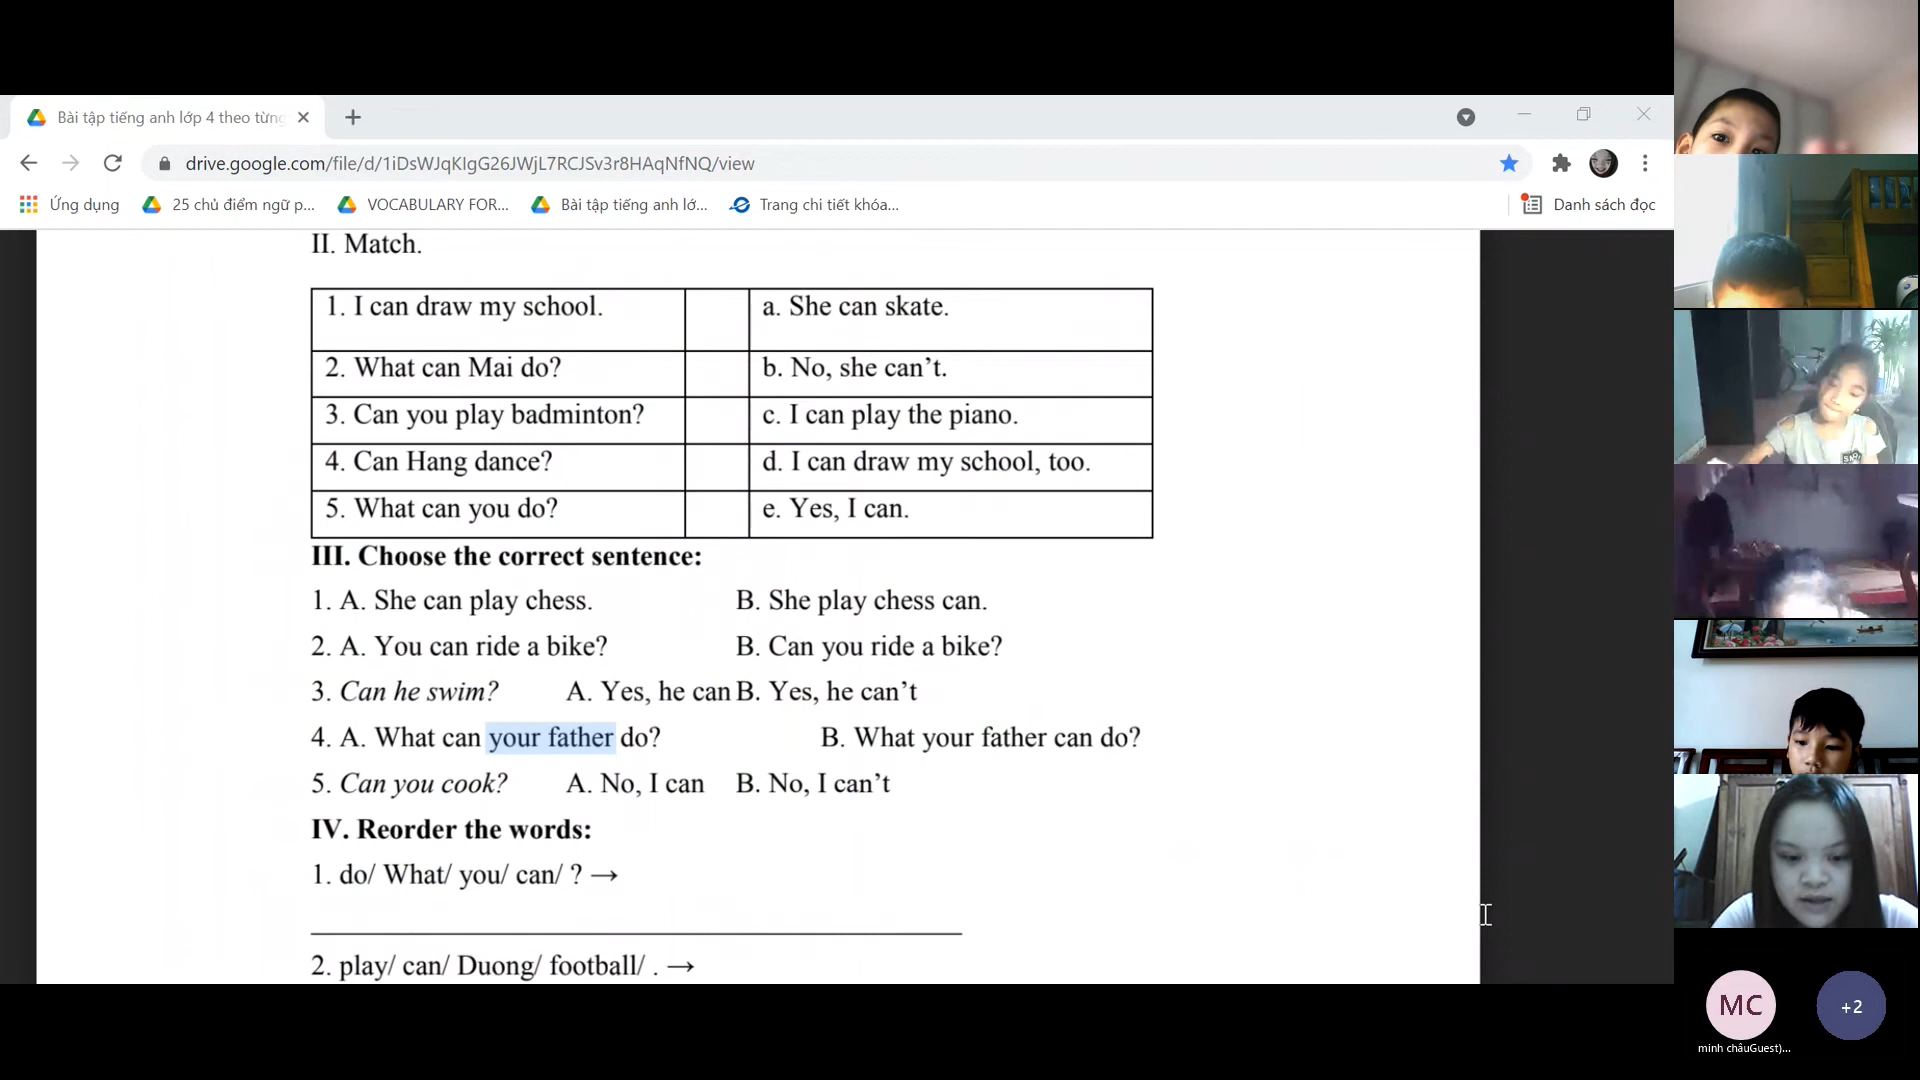 Bài tập tiếng anh lớp 4 theo từng
drive.google.com/file/d/1iDsWJqKIgG26JWjL7RCJSv3r8HAqNfNQ/view
Ứng dụng 25 chủ điểm ngữ p... VOCABULARY FOR... Bài tập tiếng anh lớ... Trang chi tiết khóa... Danh sách đọc
II. Match.
1. I can draw my school. a. She can skate.
2. What can Mai do? b. No, she can’t.
3. Can you play badminton? c. I can play the piano.
4. Can Hang dance? d. I can draw my school, too.
5. What can you do? e. Yes, I can.
III. Choose the correct sentence:
1. A. She can play chess. B. She play chess can.
2. A. You can ride a bike? B. Can you ride a bike?
3. Can he swim? A. Yes, he can B. Yes, he can’t
4. A. What can your father do? B. What your father can do?
5. Can you cook? A. No, I can B. No, I can’t
IV. Reorder the words:
1. do/ What/ you/ can/ ? →
2. play/ can/ Duong/ football/ . →
MC
+2
minh châuGuest)...